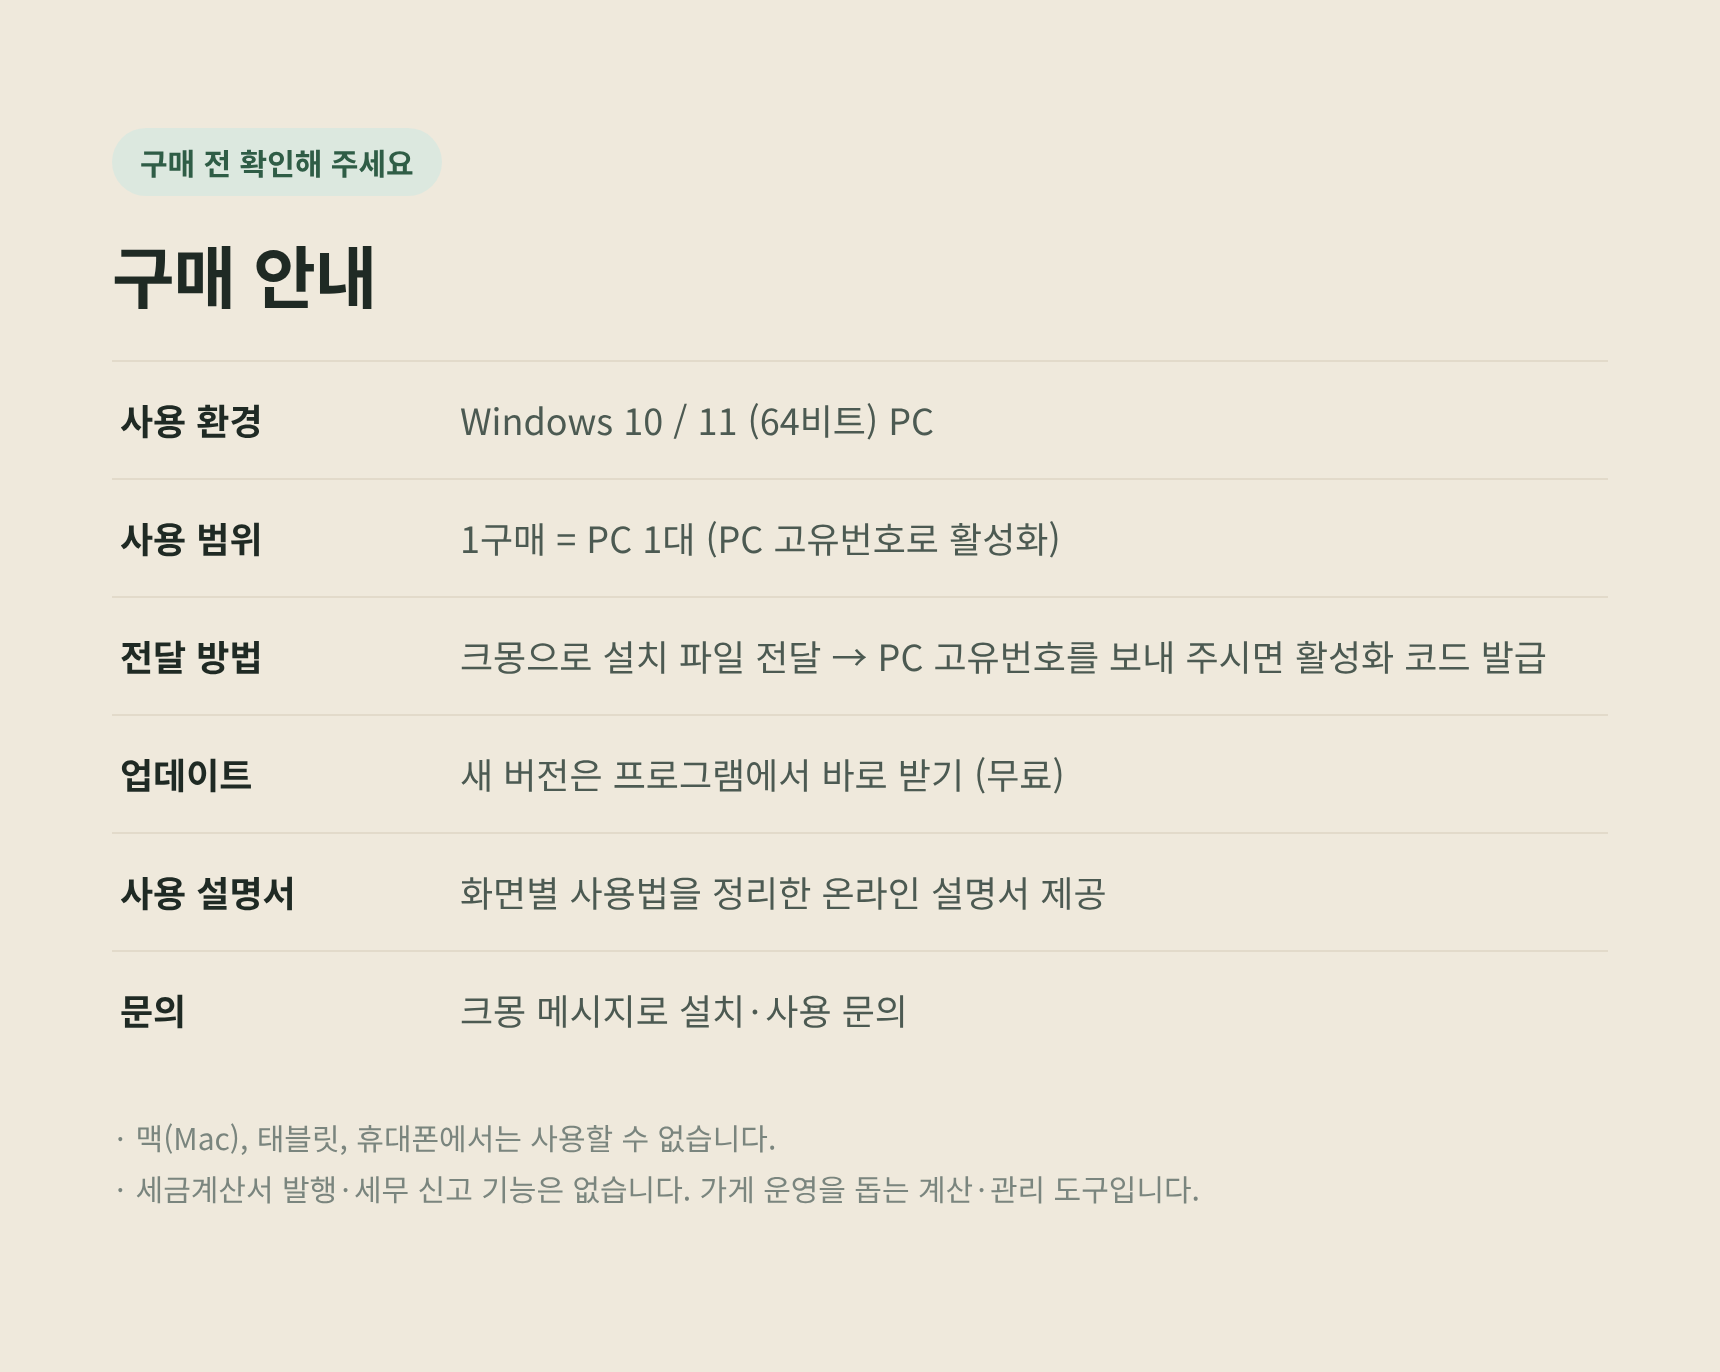 구매 전 확인해 주세요
구매 안내
사용 환경 Windows 10 / 11 (64비트) PC
사용 범위 1구매 = PC 1대 (PC 고유번호로 활성화)
전달 방법 크몽으로 설치 파일 전달 → PC 고유번호를 보내 주시면 활성화 코드 발급
업데이트 새 버전은 프로그램에서 바로 받기 (무료)
사용 설명서 화면별 사용법을 정리한 온라인 설명서 제공
문의 크몽 메시지로 설치·사용 문의
· 맥(Mac), 태블릿, 휴대폰에서는 사용할 수 없습니다.
· 세금계산서 발행·세무 신고 기능은 없습니다. 가게 운영을 돕는 계산·관리 도구입니다.